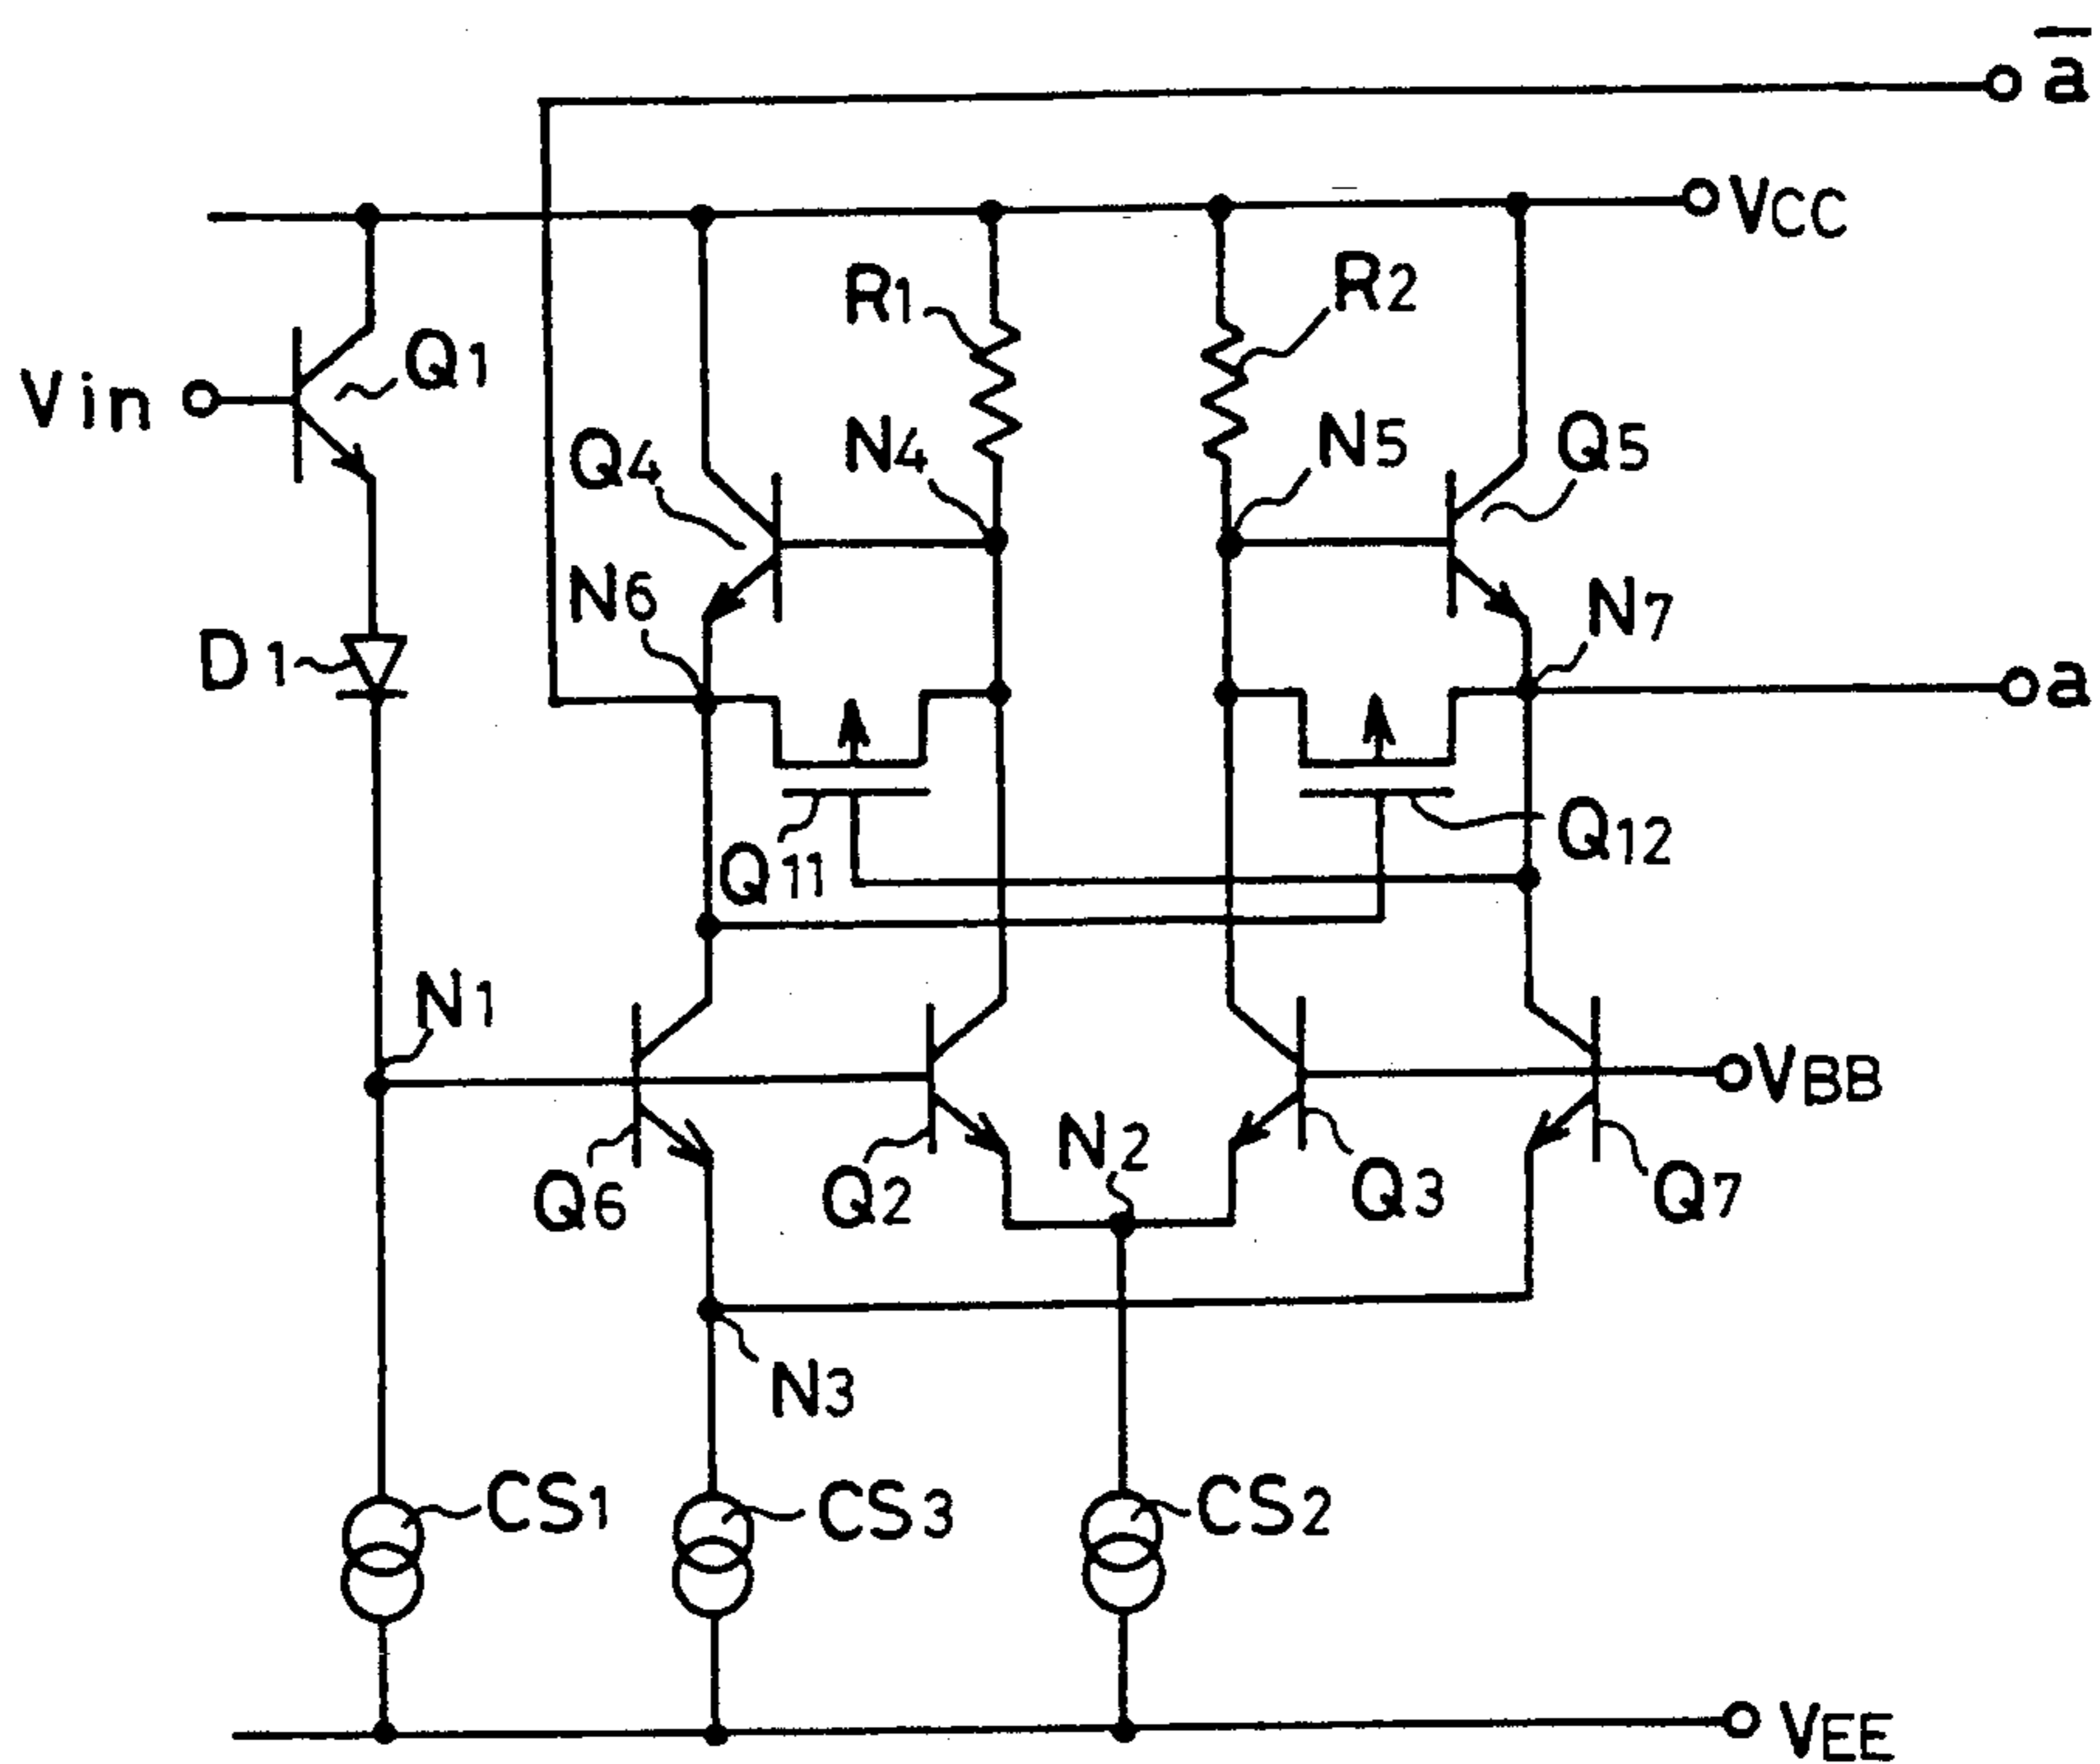 a̅
VCC
R1
R2
Q1
Vin
Q4
N4
N5
Q5
N6
N7
D1
a
Q11
Q12
N1
VBB
N2
Q6
Q2
Q3
Q7
N3
CS1
CS3
CS2
VEE